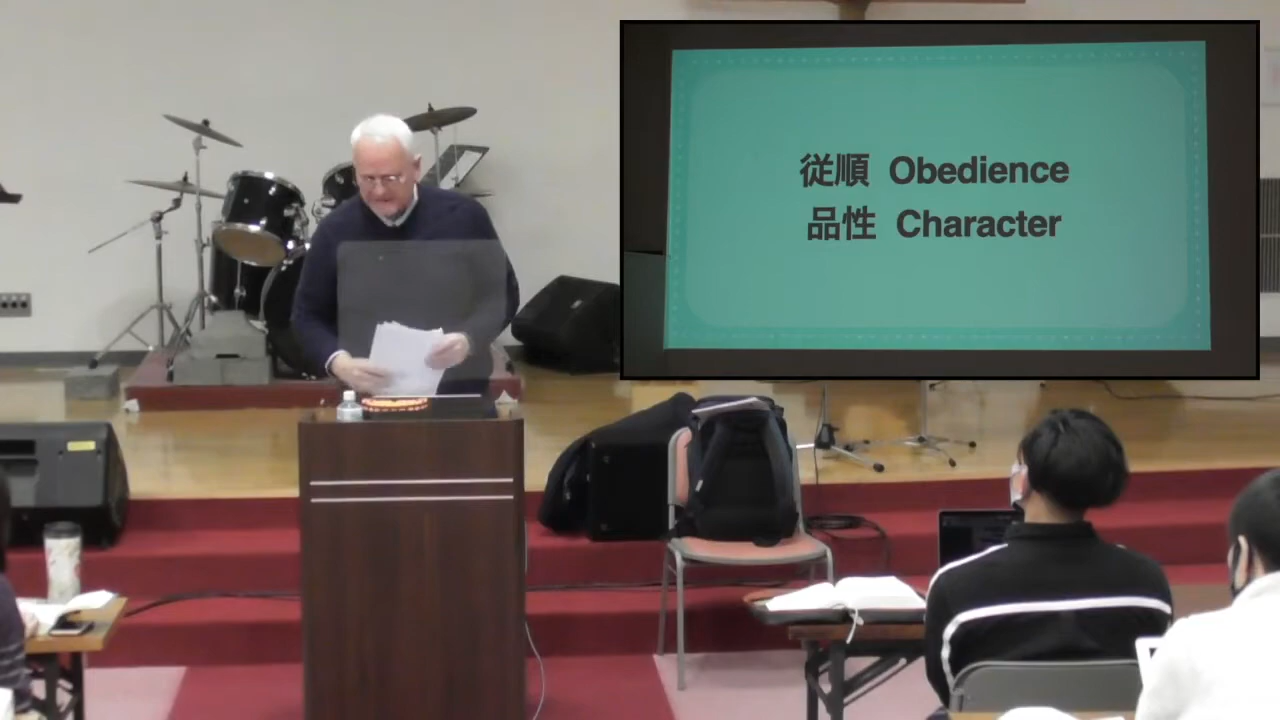 従順 Obedience
品性 Character